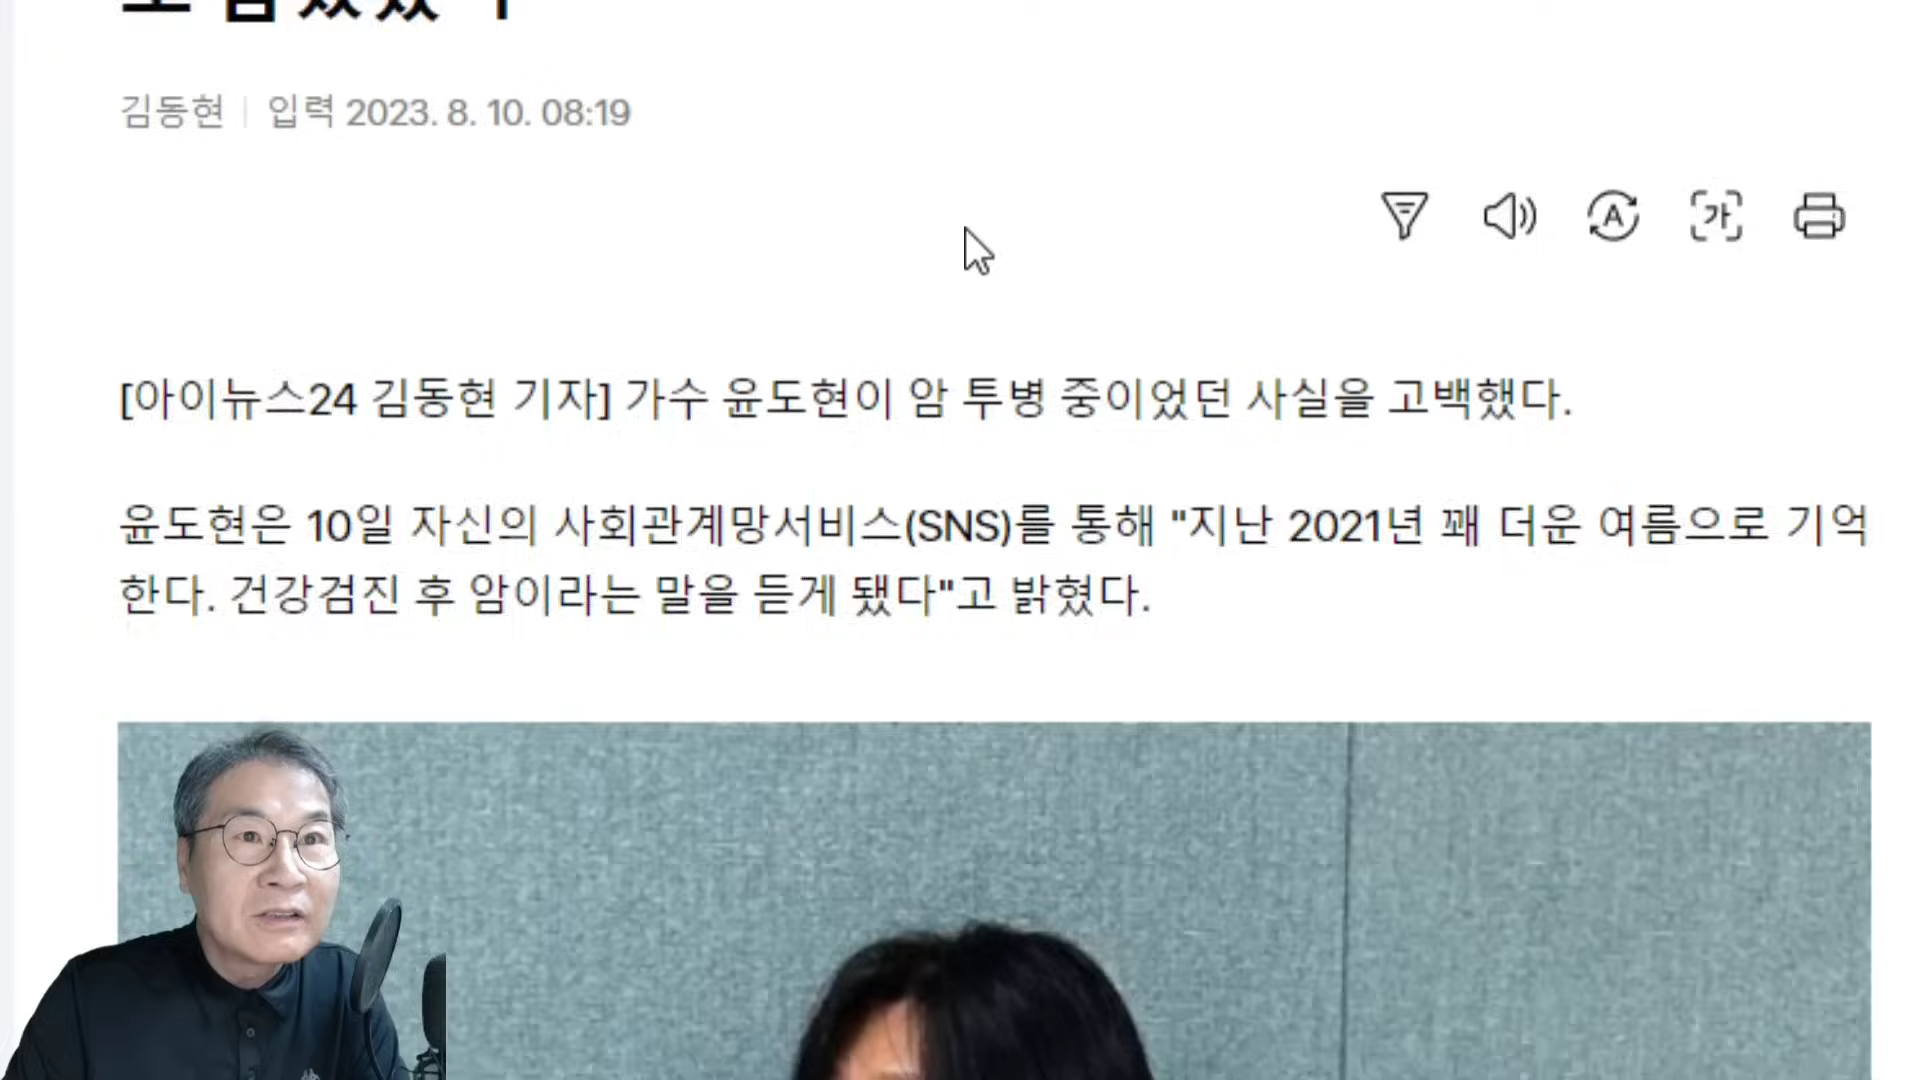 김동현 | 입력 2023. 8. 10. 08:19
A 가
[아이뉴스24 김동현 기자] 가수 윤도현이 암 투병 중이었던 사실을 고백했다.
윤도현은 10일 자신의 사회관계망서비스(SNS)를 통해 "지난 2021년 꽤 더운 여름으로 기억
한다. 건강검진 후 암이라는 말을 듣게 됐다"고 밝혔다.